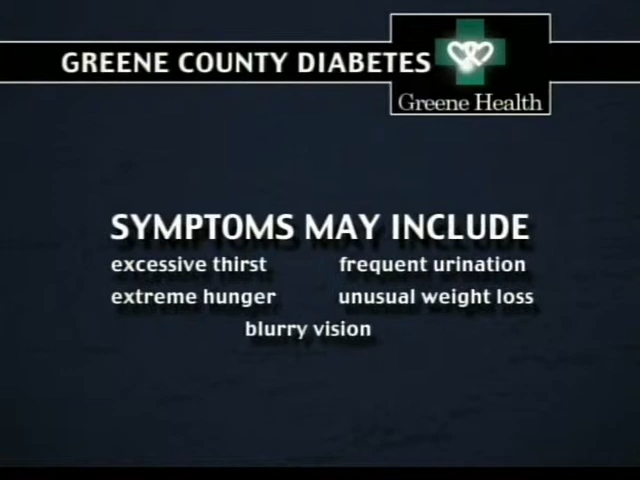 GREENE COUNTY DIABETES
Greene Health
SYMPTOMS MAY INCLUDE
excessive thirst frequent urination
extreme hunger unusual weight loss
blurry vision